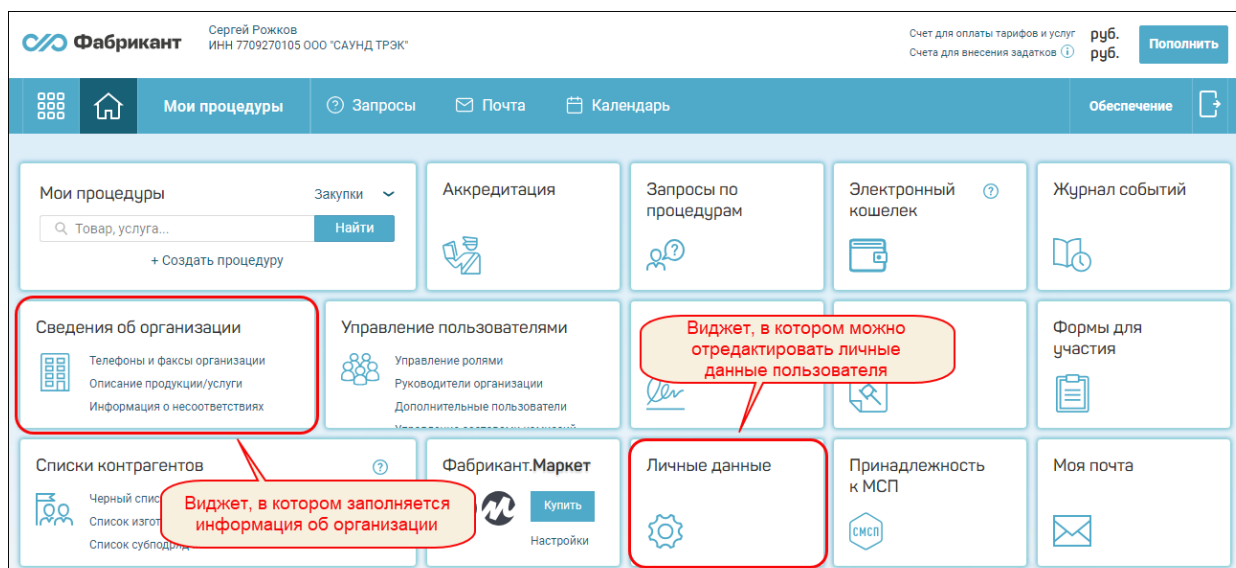 Фабрикант
Сергей Рожков
ИНН 7709270105 ООО "САУНД ТРЭК"
Счет для оплаты тарифов и услуг руб.
Счета для внесения задатков руб.
Пополнить
Мои процедуры
Запросы
Почта
Календарь
Обеспечение
Мои процедуры
Закупки
Товар, услуга...
Найти
+ Создать процедуру
Аккредитация
Запросы по
процедурам
Электронный
кошелек
Журнал событий
Сведения об организации
Телефоны и факсы организации
Описание продукции/услуги
Информация о несоответствиях
Управление пользователями
Управление ролями
Руководители организации
Дополнительные пользователи
Виджет, в котором можно
отредактировать личные
данные пользователя
Формы для
участия
Списки контрагентов
Черный спис
Список изгот
Список субподряд
Виджет, в котором заполняется
информация об организации
Фабрикант.Маркет
Купить
Настройки
Личные данные
Принадлежность
к МСП
СМСП
Моя почта